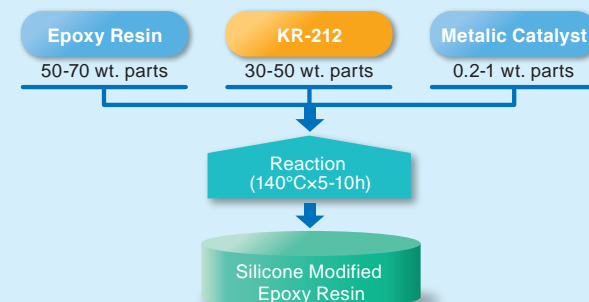 Epoxy Resin
KR-212
Metalic Catalyst
50-70 wt. parts
30-50 wt. parts
0.2-1 wt. parts
Reaction
(140°C×5-10h)
Silicone Modified
Epoxy Resin